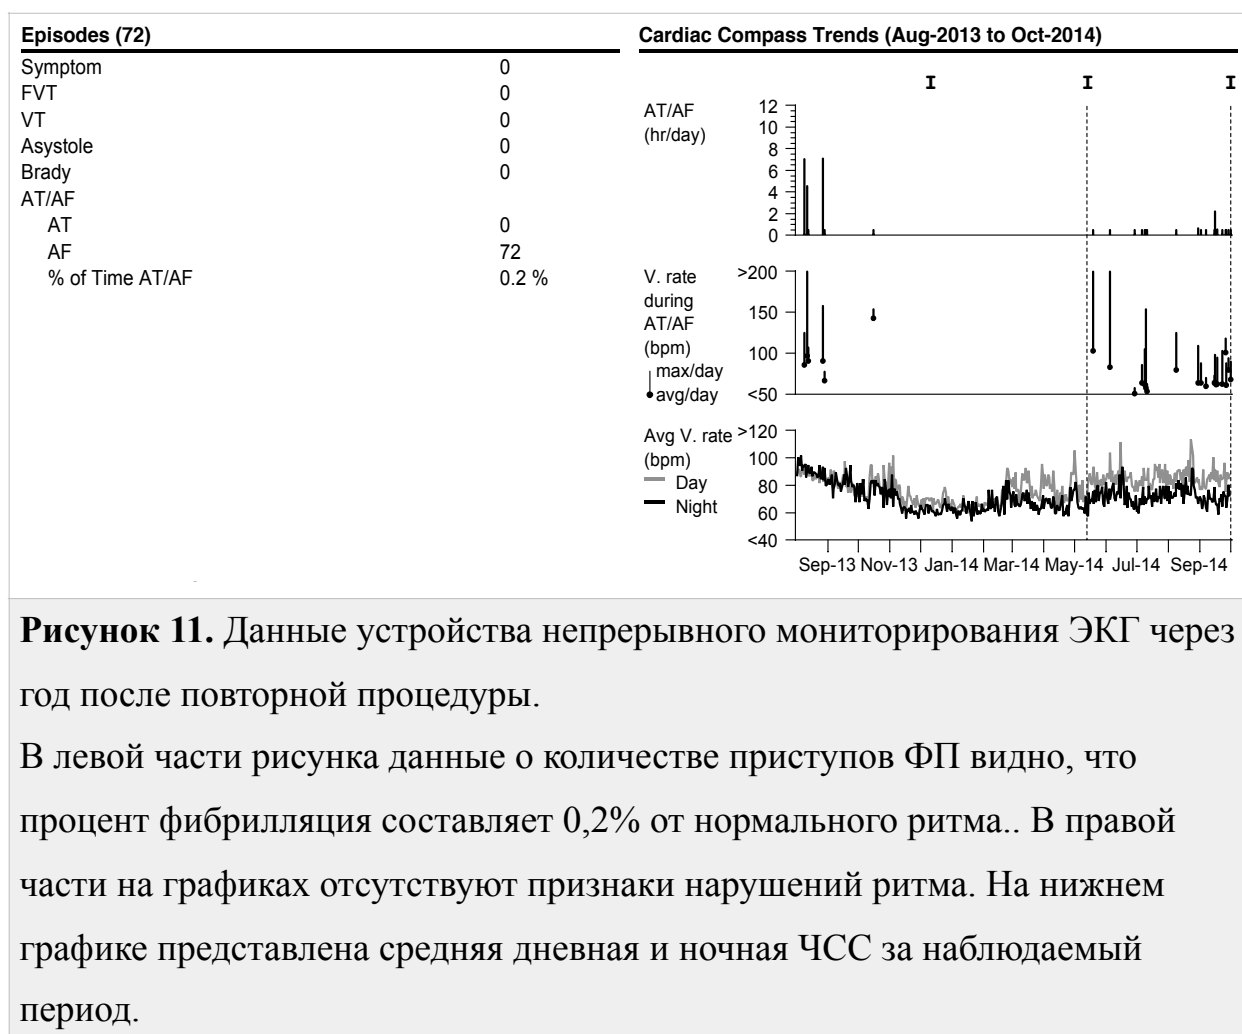 Episodes (72)
Symptom 0
FVT 0
VT 0
Asystole 0
Brady 0
AT/AF
AT 0
AF 72
% of Time AT/AF 0.2 %
Cardiac Compass Trends (Aug-2013 to Oct-2014)
I I I
AT/AF
(hr/day)
12
10
8
6
4
2
0
V. rate
during
AT/AF
(bpm)
max/day
avg/day
>200
150
100
<50
Avg V. rate
(bpm)
Day
Night
>120
100
80
60
<40
Sep-13 Nov-13 Jan-14 Mar-14 May-14 Jul-14 Sep-14
Рисунок 11. Данные устройства непрерывного мониторирования ЭКГ через
год после повторной процедуры.
В левой части рисунка данные о количестве приступов ФП видно, что
процент фибрилляция составляет 0,2% от нормального ритма.. В правой
части на графиках отсутствуют признаки нарушений ритма. На нижнем
графике представлена средняя дневная и ночная ЧСС за наблюдаемый
период.